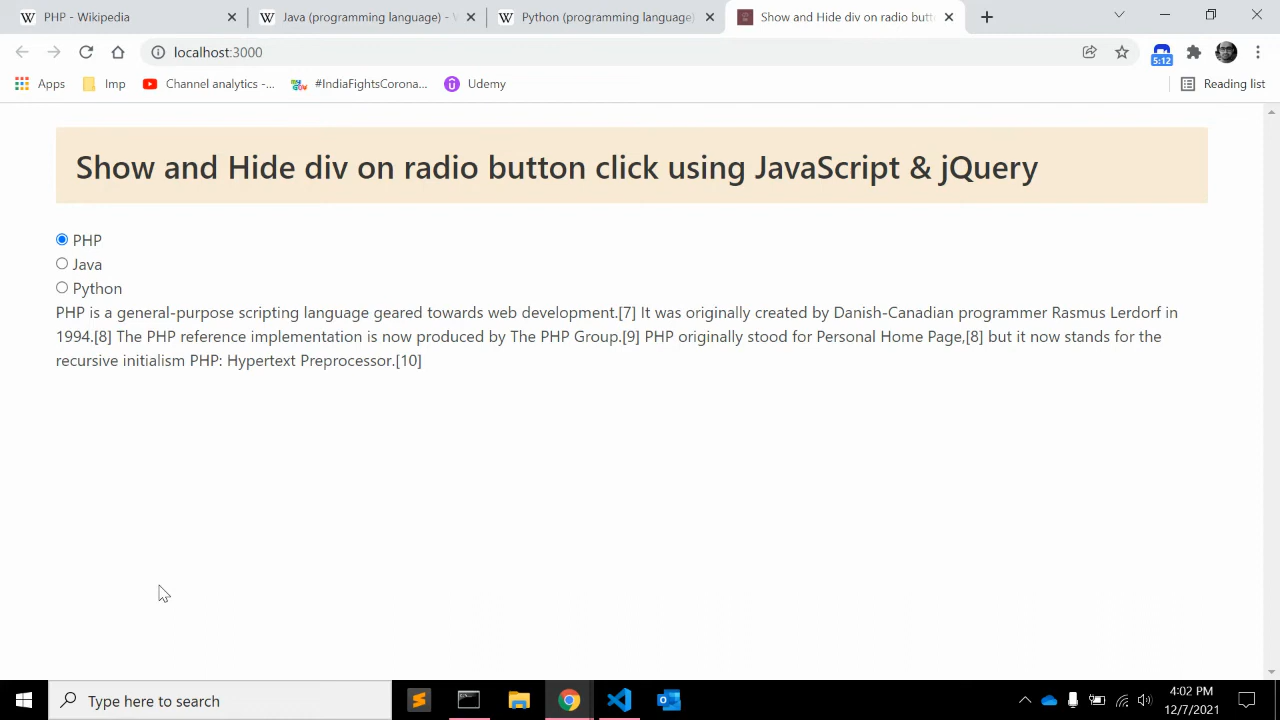 PHP - Wikipedia
Java (programming language) - W
Python (programming language)
Show and Hide div on radio butt
localhost:3000
5:12
Apps
Imp
Channel analytics -...
#IndiaFightsCorona...
Udemy
Reading list
Show and Hide div on radio button click using JavaScript & jQuery
PHP
Java
Python
PHP is a general-purpose scripting language geared towards web development.[7] It was originally created by Danish-Canadian programmer Rasmus Lerdorf in
1994.[8] The PHP reference implementation is now produced by The PHP Group.[9] PHP originally stood for Personal Home Page,[8] but it now stands for the
recursive initialism PHP: Hypertext Preprocessor.[10]
Type here to search
4:02 PM
12/7/2021